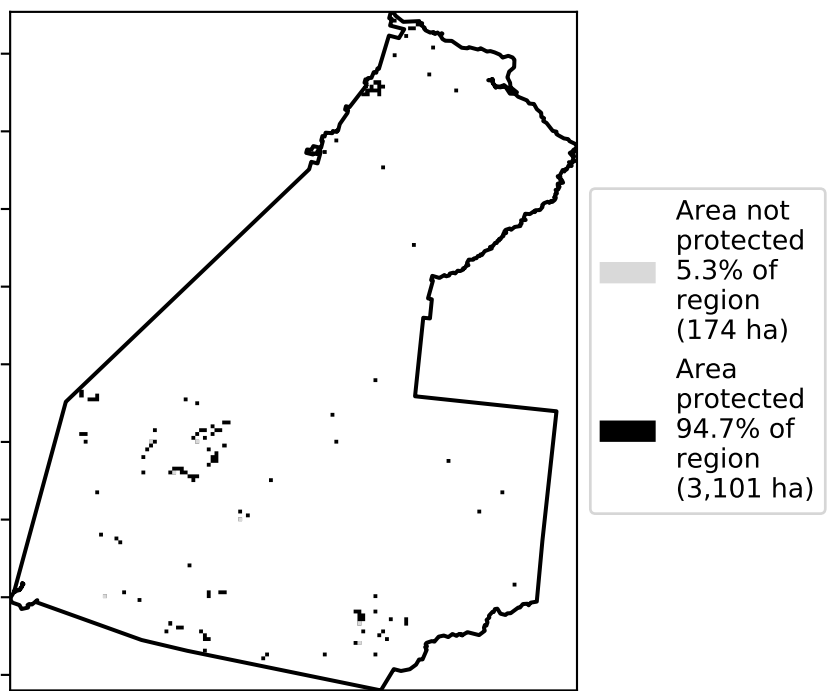 Area not
protected
5.3% of
region
(174 ha)
Area
protected
94.7% of
region
(3,101 ha)